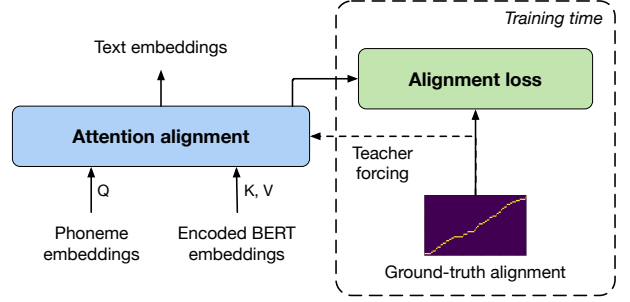 Training time
Text embeddings
Alignment loss
Attention alignment
Teacher
forcing
Q
K, V
Phoneme
embeddings
Encoded BERT
embeddings
Ground-truth alignment